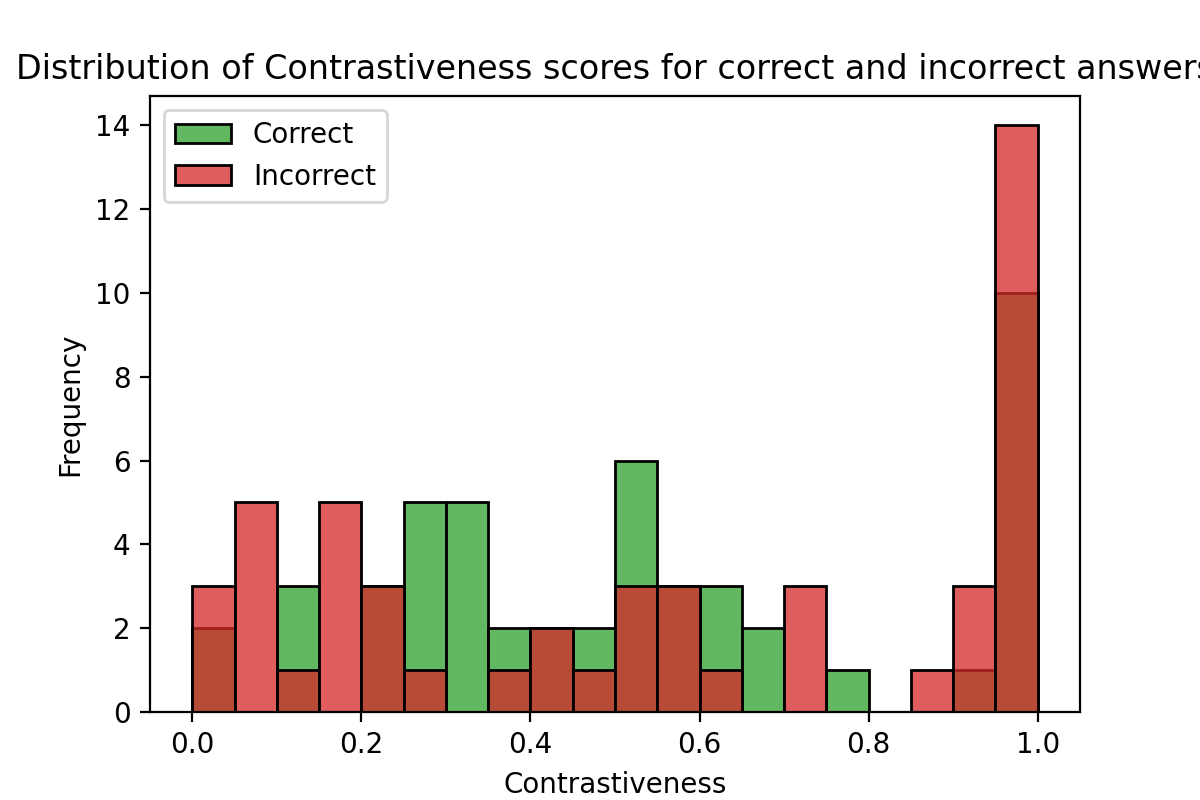 Distribution of Contrastiveness scores for correct and incorrect answers
Correct
Incorrect
14
12
10
8
6
4
2
0
Frequency
0.0 0.2 0.4 0.6 0.8 1.0
Contrastiveness